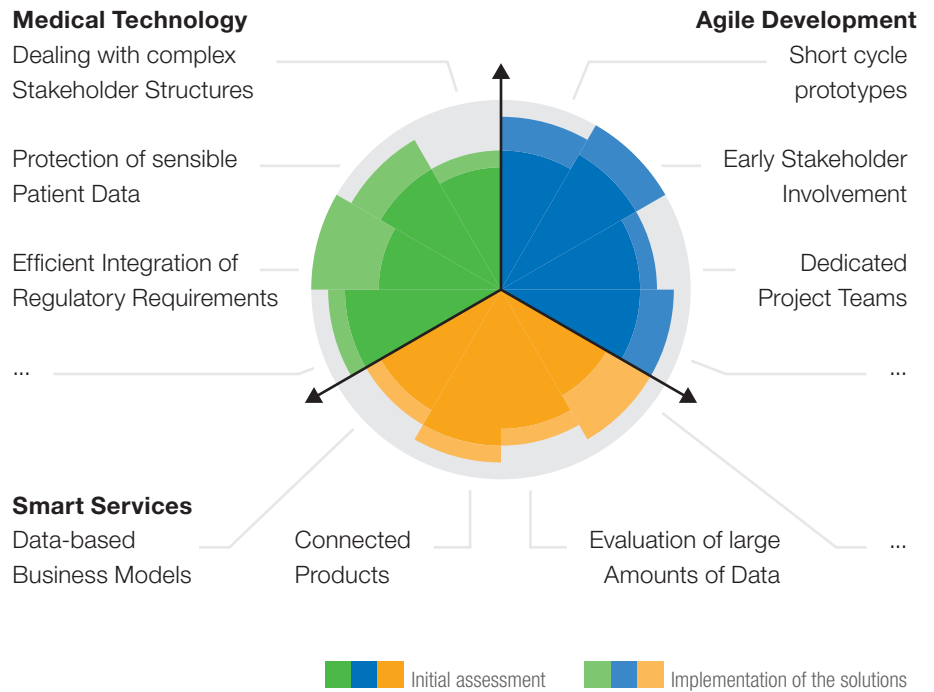 Medical Technology
Dealing with complex
Stakeholder Structures
Protection of sensible
Patient Data
Efficient Integration of
Regulatory Requirements
...
Agile Development
Short cycle
prototypes
Early Stakeholder
Involvement
Dedicated
Project Teams
...
Smart Services
Data-based
Business Models
Connected
Products
Evaluation of large
Amounts of Data
...
Initial assessment
Implementation of the solutions